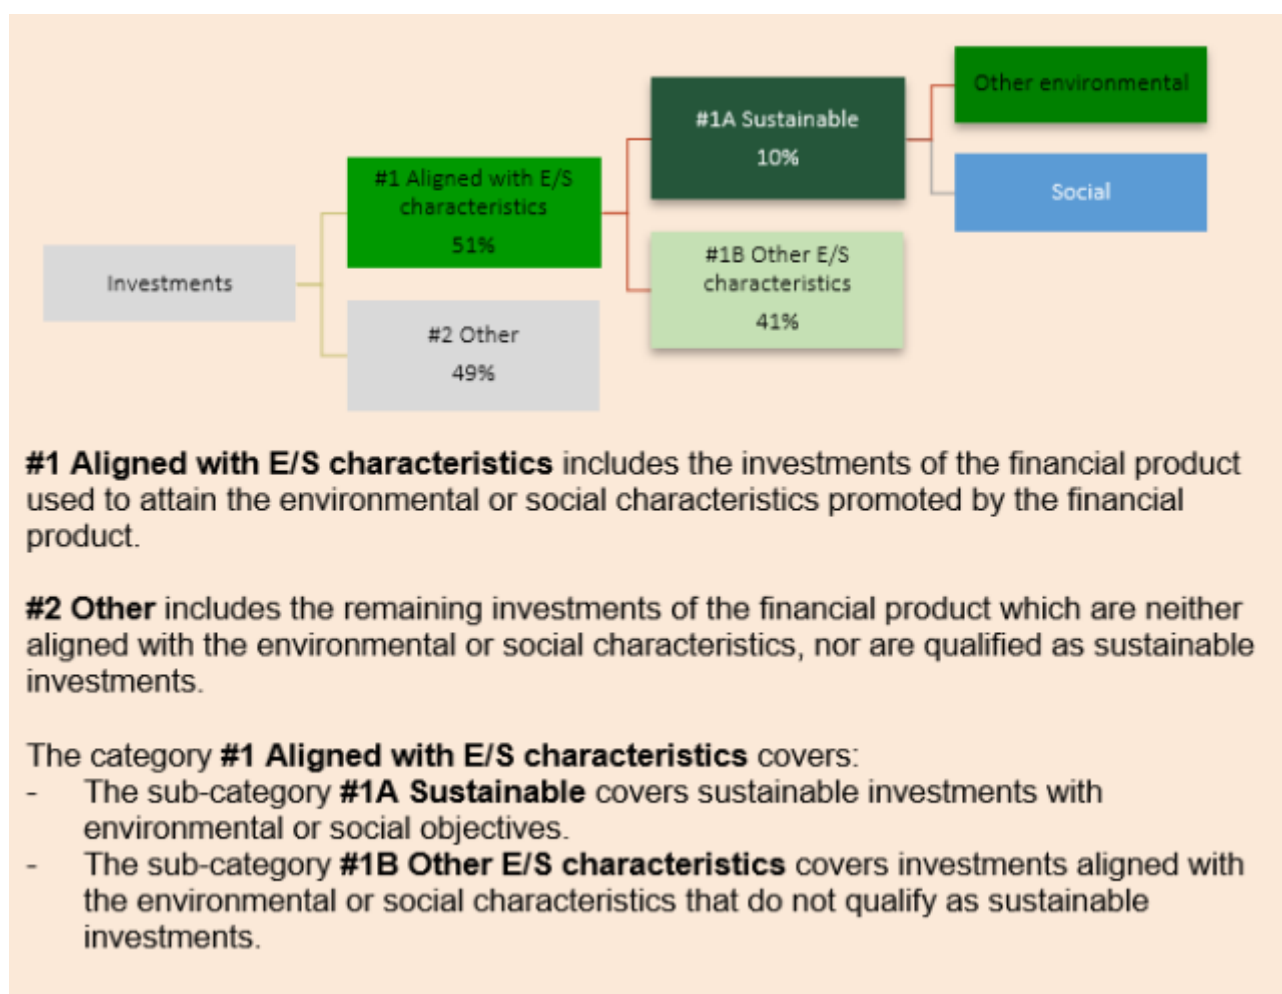 Other environmental
#1A Sustainable
10%
Social
#1 Aligned with E/S
characteristics
51%
#1B Other E/S
characteristics
41%
Investments
#2 Other
49%
#1 Aligned with E/S characteristics includes the investments of the financial product
used to attain the environmental or social characteristics promoted by the financial
product.
#2 Other includes the remaining investments of the financial product which are neither
aligned with the environmental or social characteristics, nor are qualified as sustainable
investments.
The category #1 Aligned with E/S characteristics covers:
- The sub-category #1A Sustainable covers sustainable investments with
environmental or social objectives.
- The sub-category #1B Other E/S characteristics covers investments aligned with
the environmental or social characteristics that do not qualify as sustainable
investments.